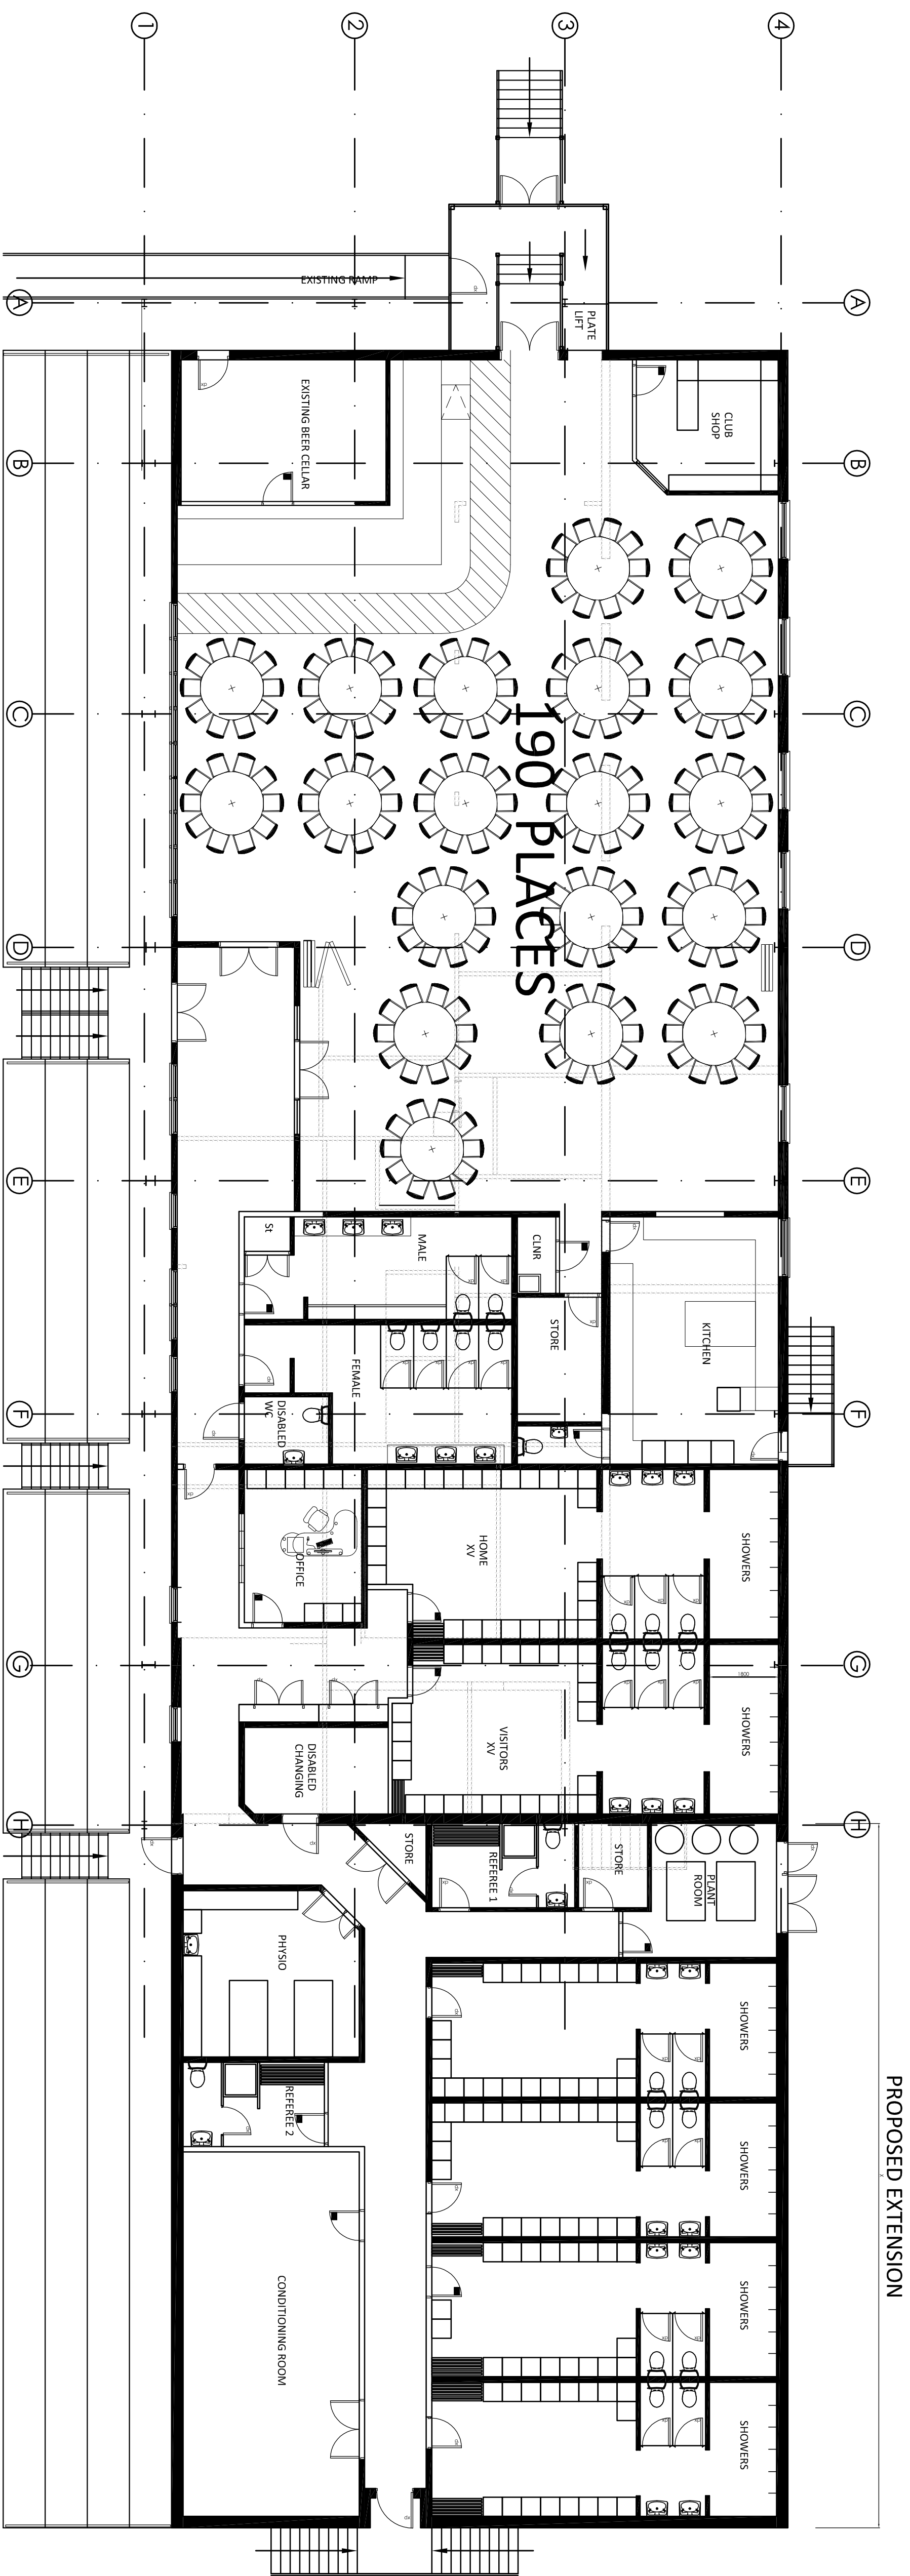 1
2
3
4
EXISTING RAMP
A
A
PLATE
LIFT
CLUB
SHOP
EXISTING BEER CELLAR
B
B
190 PLACES
C
C
D
D
E
E
St
MALE
CLNR
STORE
KITCHEN
FEMALE
DISABLED
WC
F
F
OFFICE
HOME
XV
SHOWERS
G
G
1800
VISITORS
XV
SHOWERS
DISABLED
CHANGING
H
H
STORE
REFEREE 1
STORE
PLANT
ROOM
PHYSIO
SHOWERS
REFEREE 2
SHOWERS
CONDITIONING ROOM
SHOWERS
SHOWERS
PROPOSED EXTENSION